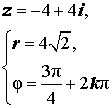 z = −4 + 4i,
{ r = 4√2,
φ = 3π/4 + 2kπ